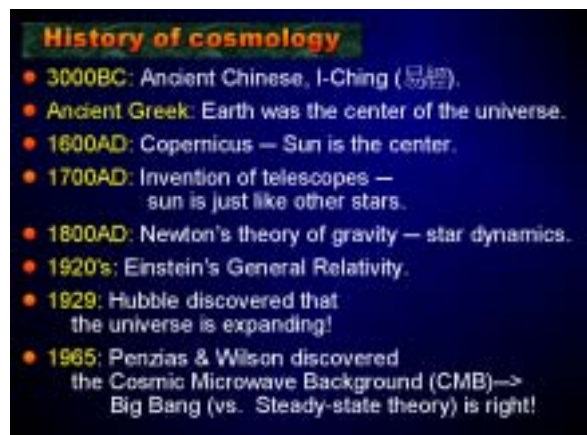 History of cosmology
3000BC: Ancient Chinese, I-Ching (易經).
Ancient Greek: Earth was the center of the universe.
1600AD: Copernicus — Sun is the center.
1700AD: Invention of telescopes —
sun is just like other stars.
1800AD: Newton's theory of gravity — star dynamics.
1920's: Einstein's General Relativity.
1929: Hubble discovered that
the universe is expanding!
1965: Penzias & Wilson discovered
the Cosmic Microwave Background (CMB)—>
Big Bang (vs. Steady-state theory) is right!